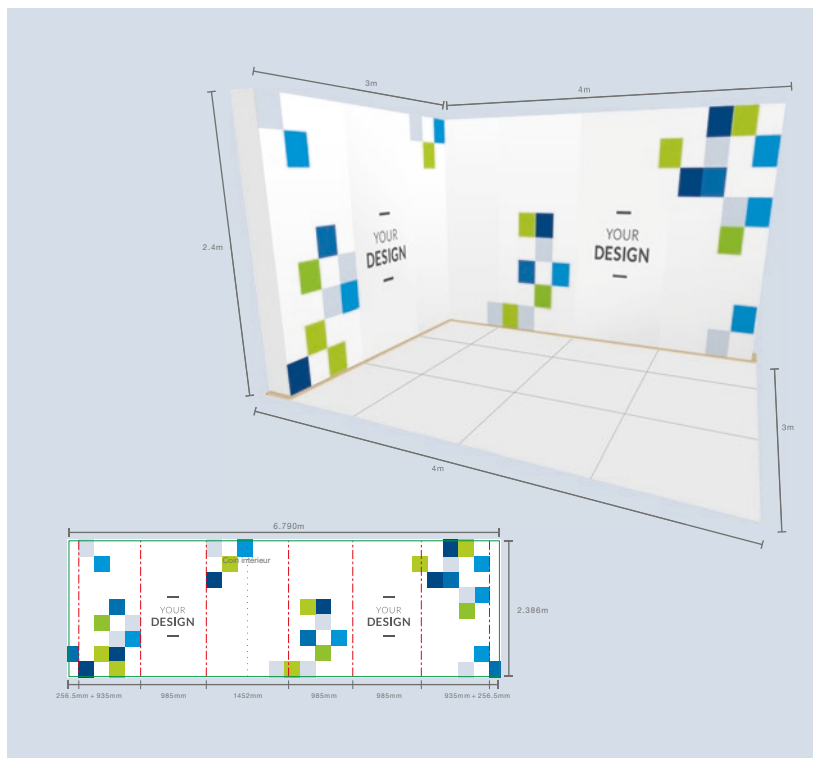 3m
4m
2.4m
YOUR
DESIGN
YOUR
DESIGN
3m
4m
6.790m
Coin intérieur
YOUR
DESIGN
YOUR
DESIGN
2.386m
256.5mm + 935mm
985mm
1452mm
985mm
985mm
935mm + 256.5mm